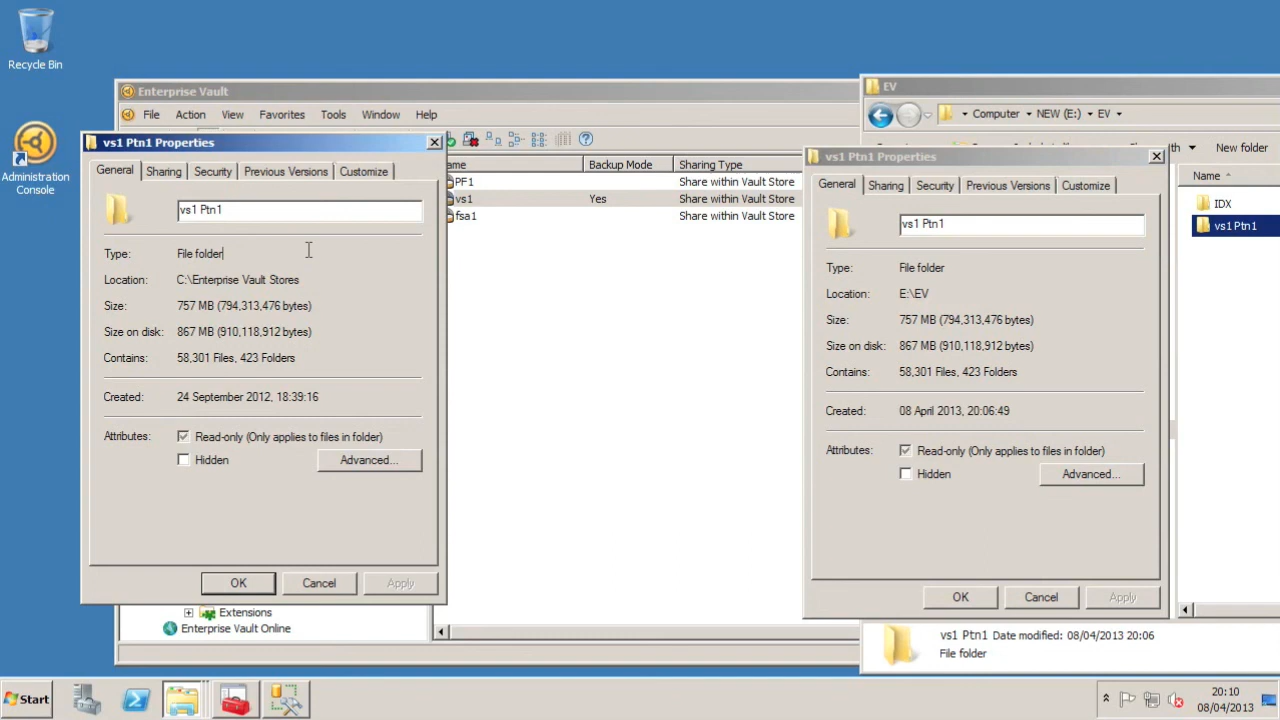 Recycle Bin
Administration
Console
Enterprise Vault
File Action View Favorites Tools Window Help
ame Backup Mode Sharing Type
PF1 Share within Vault Store
vs1 Yes Share within Vault Store
fsa1 Share within Vault Store
Extensions
Enterprise Vault Online
vs1 Ptn1 Properties
General Sharing Security Previous Versions Customize
vs1 Ptn1
Type: File folder
Location: C:\Enterprise Vault Stores
Size: 757 MB (794,313,476 bytes)
Size on disk: 867 MB (910,118,912 bytes)
Contains: 58,301 Files, 423 Folders
Created: 24 September 2012, 18:39:16
Attributes: Read-only (Only applies to files in folder)
Hidden Advanced...
OK Cancel Apply
EV
Computer NEW (E:) EV
New folder
Name
IDX
vs1 Ptn1
vs1 Ptn1 Properties
General Sharing Security Previous Versions Customize
vs1 Ptn1
Type: File folder
Location: E:\EV
Size: 757 MB (794,313,476 bytes)
Size on disk: 867 MB (910,118,912 bytes)
Contains: 58,301 Files, 423 Folders
Created: 08 April 2013, 20:06:49
Attributes: Read-only (Only applies to files in folder)
Hidden Advanced...
OK Cancel Apply
vs1 Ptn1 Date modified: 08/04/2013 20:06
File folder
Start
20:10
08/04/2013